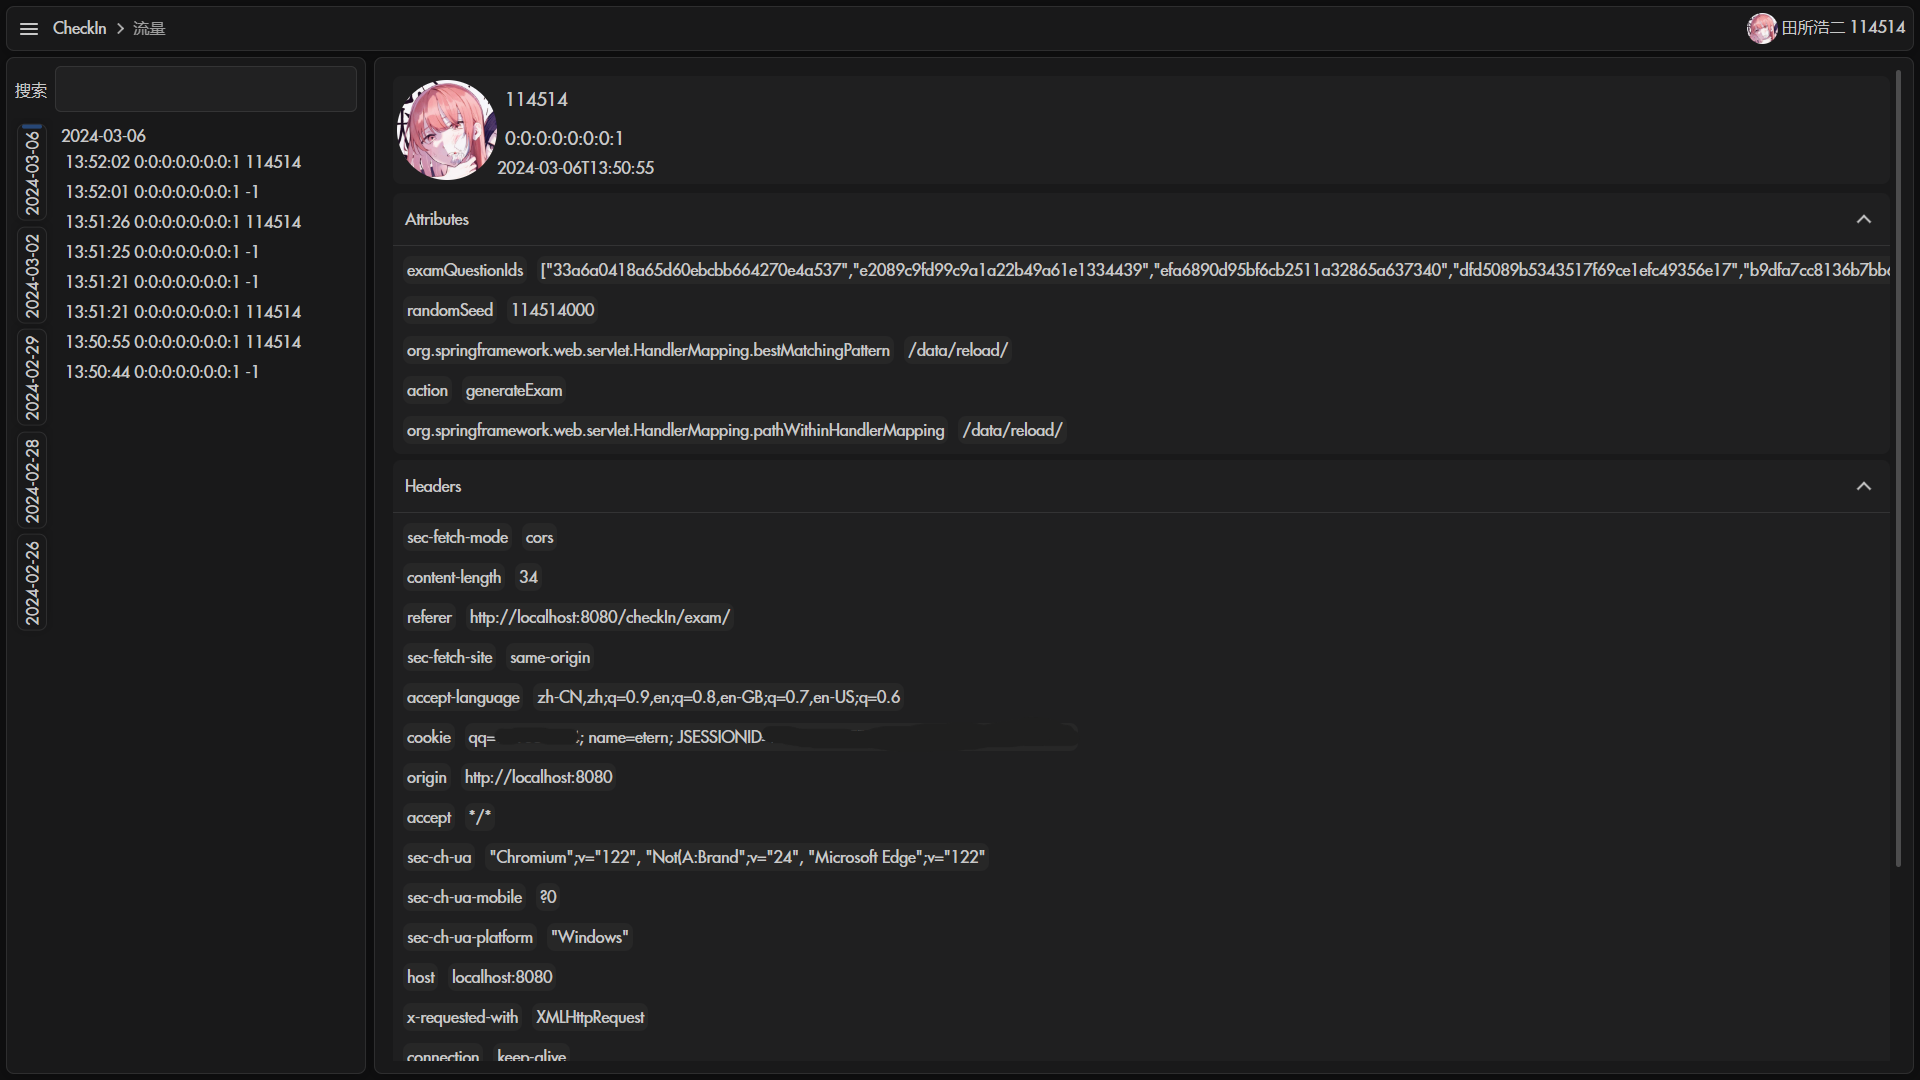 CheckIn > 流量
田所浩二 114514
搜索
2024-03-06
2024-03-02
2024-02-29
2024-02-28
2024-02-26
2024-03-06
13:52:02 0:0:0:0:0:0:0:1 114514
13:52:01 0:0:0:0:0:0:0:1 -1
13:51:26 0:0:0:0:0:0:0:1 114514
13:51:25 0:0:0:0:0:0:0:1 -1
13:51:21 0:0:0:0:0:0:0:1 -1
13:51:21 0:0:0:0:0:0:0:1 114514
13:50:55 0:0:0:0:0:0:0:1 114514
13:50:44 0:0:0:0:0:0:0:1 -1
114514
0:0:0:0:0:0:0:1
2024-03-06T13:50:55
Attributes
examQuestionIds ["33a6a0418a65d60ebcbb664270e4a537","e2089c9fd99c9a1a22b49a61e1334439","efa6890d95bf6cb2511a32865a637340","dfd5089b5343517f69ce1efc49356e17","b9dfa7cc8136b7bb
randomSeed 114514000
org.springframework.web.servlet.HandlerMapping.bestMatchingPattern /data/reload/
action generateExam
org.springframework.web.servlet.HandlerMapping.pathWithinHandlerMapping /data/reload/
Headers
sec-fetch-mode cors
content-length 34
referer http://localhost:8080/checkIn/exam/
sec-fetch-site same-origin
accept-language zh-CN,zh;q=0.9,en;q=0.8,en-GB;q=0.7,en-US;q=0.6
cookie qq= ; name=etern; JSESSIONID
origin http://localhost:8080
accept */*
sec-ch-ua "Chromium";v="122", "Not(A:Brand";v="24", "Microsoft Edge";v="122"
sec-ch-ua-mobile ?0
sec-ch-ua-platform "Windows"
host localhost:8080
x-requested-with XMLHttpRequest
connection keep-alive